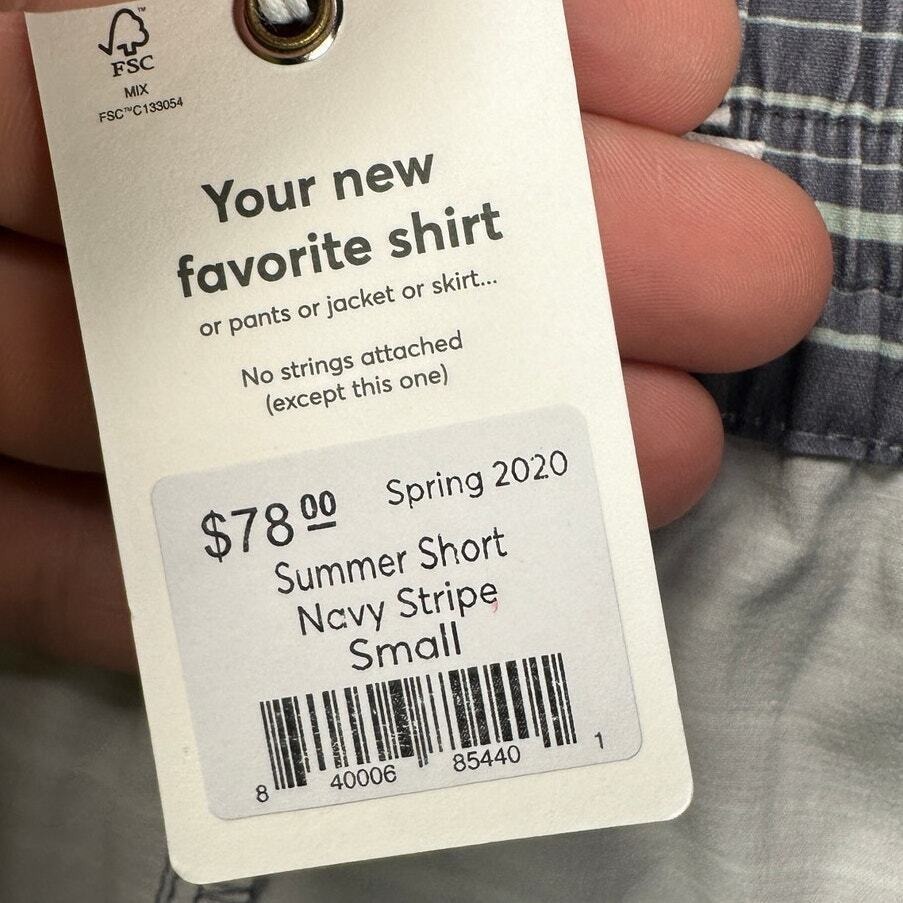 FSC™
MIX
FSC™C133054
Your new
favorite shirt
or pants or jacket or skirt...
No strings attached
(except this one)
$78.00 Spring 2020
Summer Short
Navy Stripe
Small
8 40006 85440 1